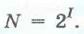 N = 2^I.